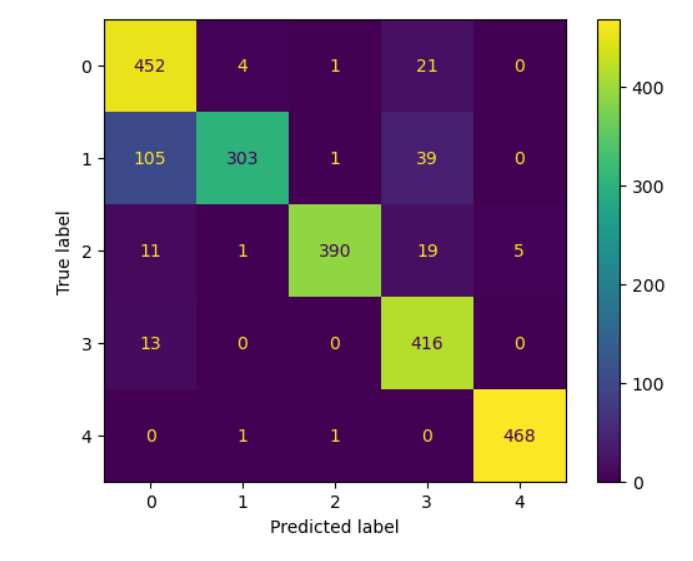 True label
0 452 4 1 21 0
1 105 303 1 39 0
2 11 1 390 19 5
3 13 0 0 416 0
4 0 1 1 0 468
0 1 2 3 4
Predicted label
400
300
200
100
0